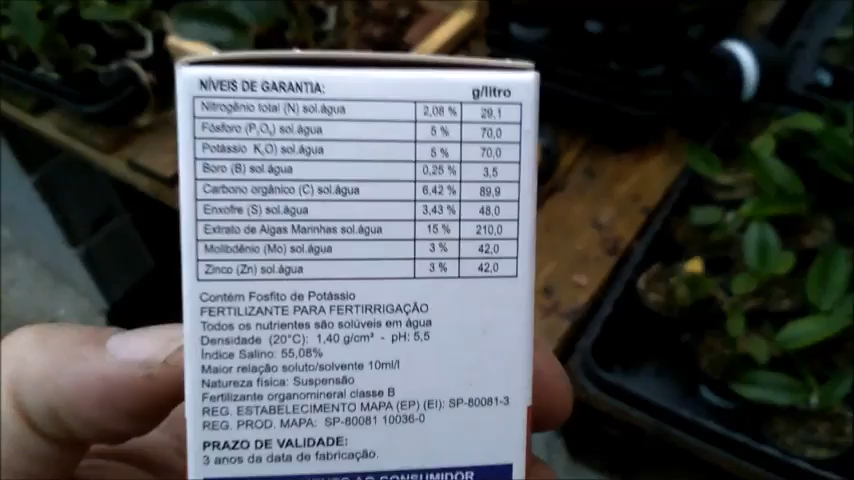 NÍVEIS DE GARANTIA: g/litro
Nitrogênio total (N) sol.água 2,08 % 29,1
Fósforo (P₂O₅) sol.água 5 % 70,0
Potássio K₂O) sol.água 5 % 70,0
Boro (B) sol.água 0,25 % 3,5
Carbono orgânico (C) sol.água 6,42 % 89,9
Enxofre (S) sol.água 3,43 % 48,0
Extrato de Algas Marinhas sol.água 15 % 210,0
Molibdênio (Mo) sol.água 3 % 42,0
Zinco (Zn) sol.água 3 % 42,0
Contém Fosfito de Potássio
FERTILIZANTE PARA FERTIRRIGAÇÃO
Todos os nutrientes são solúveis em água
Densidade (20°C): 1,40 g/cm³ - pH: 5,5
Índice Salino: 55,08%
Maior relação soluto/solvente 10ml/l
Natureza física: Suspensão
Fertilizante organomineral classe B
REG. ESTABELECIMENTO MAPA (EP) (EI): SP-80081-3
REG. PROD. MAPA: SP-80081 10036-0
PRAZO DE VALIDADE:
3 anos da data de fabricação.
AO CONSUMIDOR